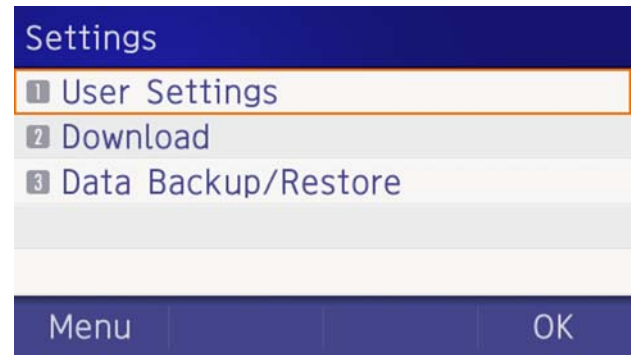 Settings
1 User Settings
2 Download
3 Data Backup/Restore
Menu OK